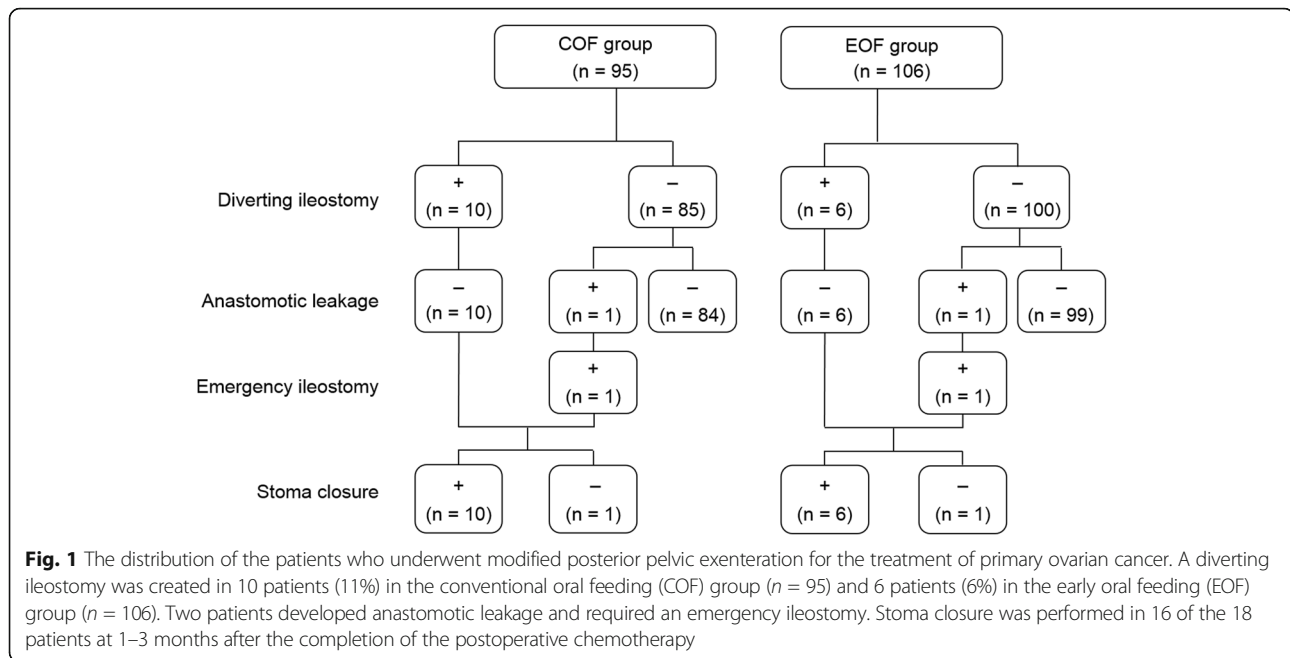 COF group
(n = 95)
EOF group
(n = 106)
Diverting ileostomy
+
(n = 10)
–
(n = 85)
+
(n = 6)
–
(n = 100)
Anastomotic leakage
–
(n = 10)
+
(n = 1)
–
(n = 84)
–
(n = 6)
+
(n = 1)
–
(n = 99)
Emergency ileostomy
+
(n = 1)
+
(n = 1)
Stoma closure
+
(n = 10)
–
(n = 1)
+
(n = 6)
–
(n = 1)
Fig. 1 The distribution of the patients who underwent modified posterior pelvic exenteration for the treatment of primary ovarian cancer. A diverting
ileostomy was created in 10 patients (11%) in the conventional oral feeding (COF) group (n = 95) and 6 patients (6%) in the early oral feeding (EOF)
group (n = 106). Two patients developed anastomotic leakage and required an emergency ileostomy. Stoma closure was performed in 16 of the 18
patients at 1–3 months after the completion of the postoperative chemotherapy